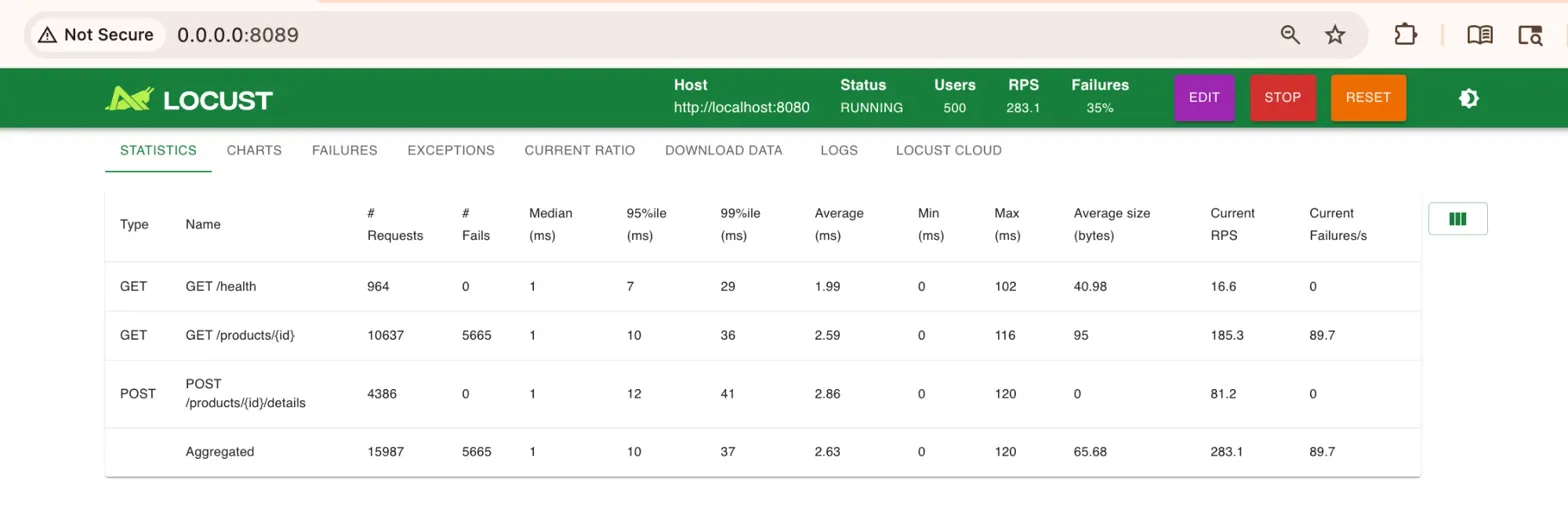 Not Secure 0.0.0.0:8089
LOCUST
Host Status Users RPS Failures
http://localhost:8080 RUNNING 500 283.1 35%
EDIT STOP RESET
STATISTICS CHARTS FAILURES EXCEPTIONS CURRENT RATIO DOWNLOAD DATA LOGS LOCUST CLOUD
Type Name # Requests # Fails Median (ms) 95%ile (ms) 99%ile (ms) Average (ms) Min (ms) Max (ms) Average size (bytes) Current RPS Current Failures/s
GET GET /health 964 0 1 7 29 1.99 0 102 40.98 16.6 0
GET GET /products/{id} 10637 5665 1 10 36 2.59 0 116 95 185.3 89.7
POST POST /products/{id}/details 4386 0 1 12 41 2.86 0 120 0 81.2 0
Aggregated 15987 5665 1 10 37 2.63 0 120 65.68 283.1 89.7